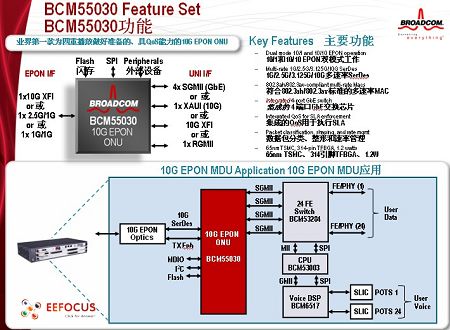 BCM55030 Feature Set
BCM55030功能
BROADCOM
everything
业界第一款为四重播放做好准备的、具QoS能力的10G EPON ONU
EPON I/F
1x10G XFI
or 或
1x 2.5G/1G
or 或
1x 1G/1G
Flash
闪存
SPI
Peripherals
外部设备
BROADCOM
BCM55030
10G EPON
ONU
UNI I/F
4x SGMII (GbE)
or 或
1x XAUI (10G)
or 或
10G XFI
or 或
1x RGMII
Key Features 主要功能
Dual mode 10/1 and 10/10 EPON operation
10/1和10/10 EPON双模式工作
Multi-rate 1G/2.5G/3.125G/10G SerDes
1G/2.5G/3.125G/10G多速率SerDes
802.3ah/802.3av-compliant multi-rate Macs
符合802.3ah/802.3av标准的多速率MAC
Integrated 4 port GbE switch
集成的4端口GbE交换芯片
Integrated QoS for SLA enforcement
集成的QoS用于执行SLA
Packet classification, shaping, and rate mgmt
数据包分类、整形和速率管理
65nm TSMC, 314-pin TFBGA, 1.2 watts
65nm TSMC、314引脚TFBGA、1.2W
10G EPON MDU Application 10G EPON MDU应用
10G EPON
Optics
10G
SerDes
TX Enb
MDIO
I²C
Flash
10G EPON
ONU
BCM55030
SGMII
SGMII
SGMII
SGMII
24 FE
Switch
BCM53204
FE/PHY (1)
FE/PHY (24)
User
Data
MII
SPI
CPU
BCM53003
GMII
SPI
Voice DSP
BCM6517
SLIC
POTS 1
SLIC
POTS 24
User
Voice
EEFOCUS